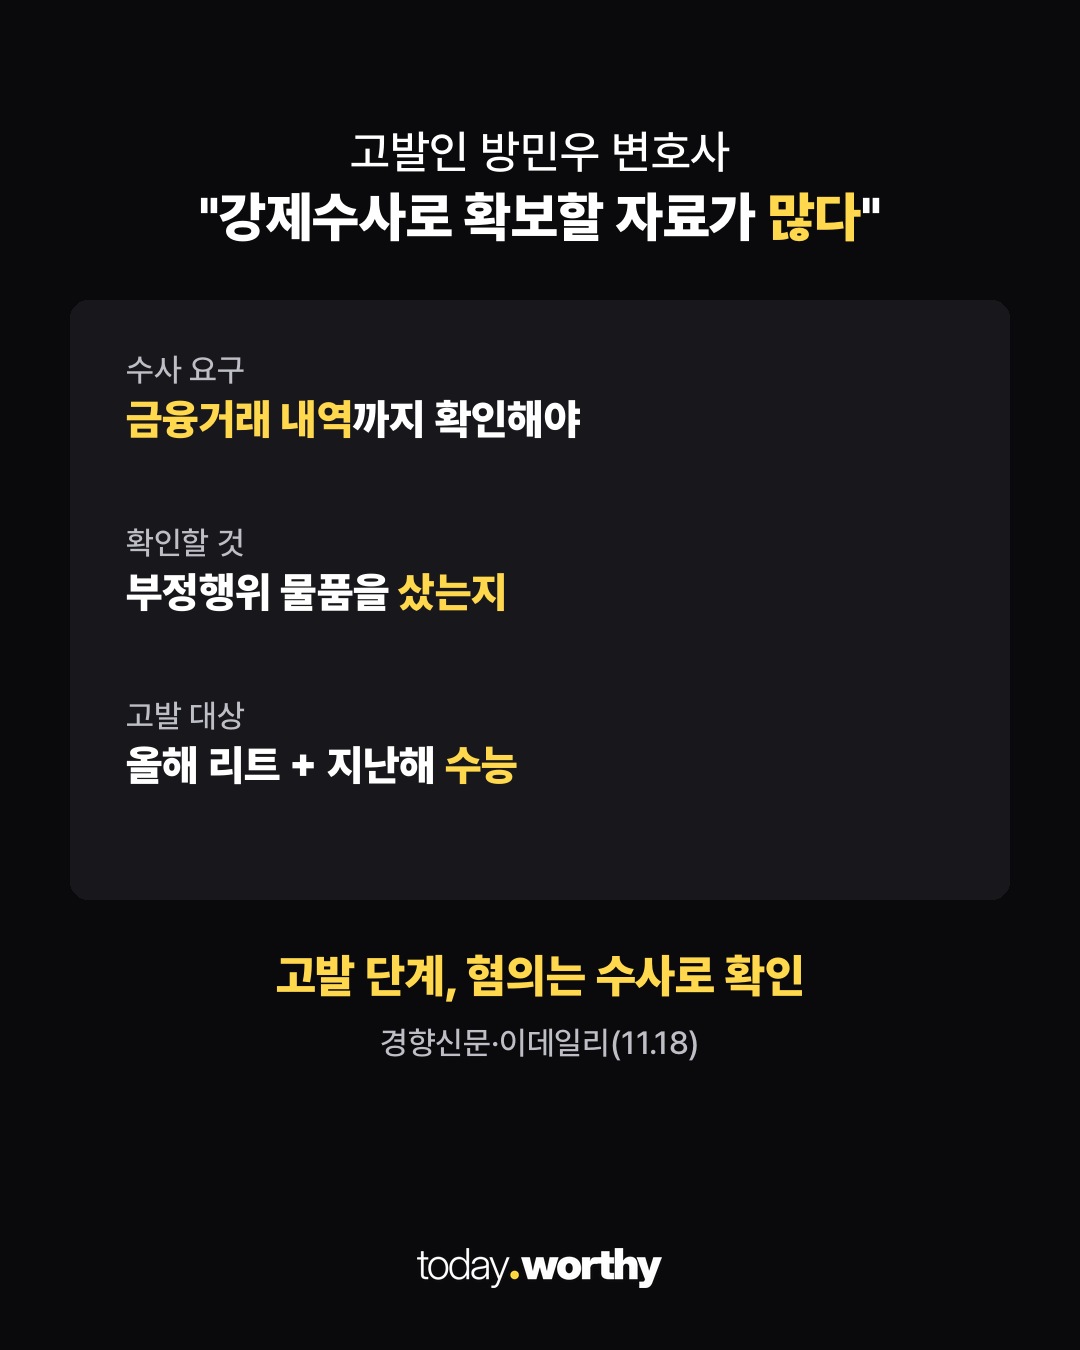 고발인 방민우 변호사
"강제수사로 확보할 자료가 많다"
수사 요구
금융거래 내역까지 확인해야
확인할 것
부정행위 물품을 샀는지
고발 대상
올해 리트 + 지난해 수능
고발 단계, 혐의는 수사로 확인
경향신문·이데일리(11.18)
today.worthy